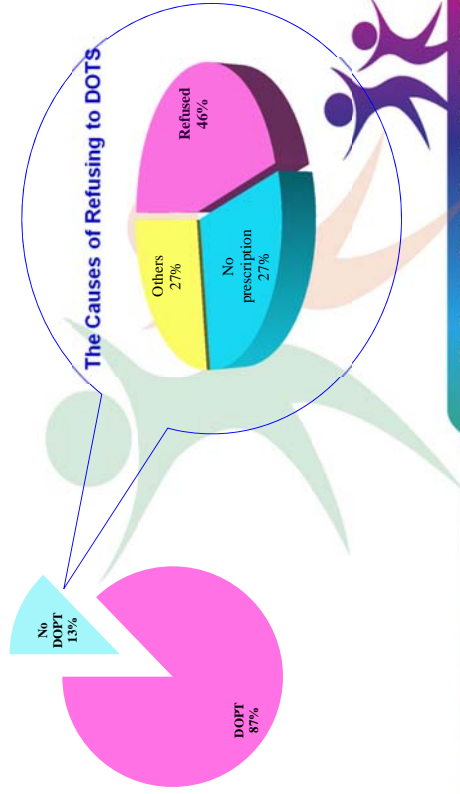 The Causes of Refusing to DOTS
No
DOPT
13%
DOPT
87%
Others
27%
Refused
46%
No
prescription
27%